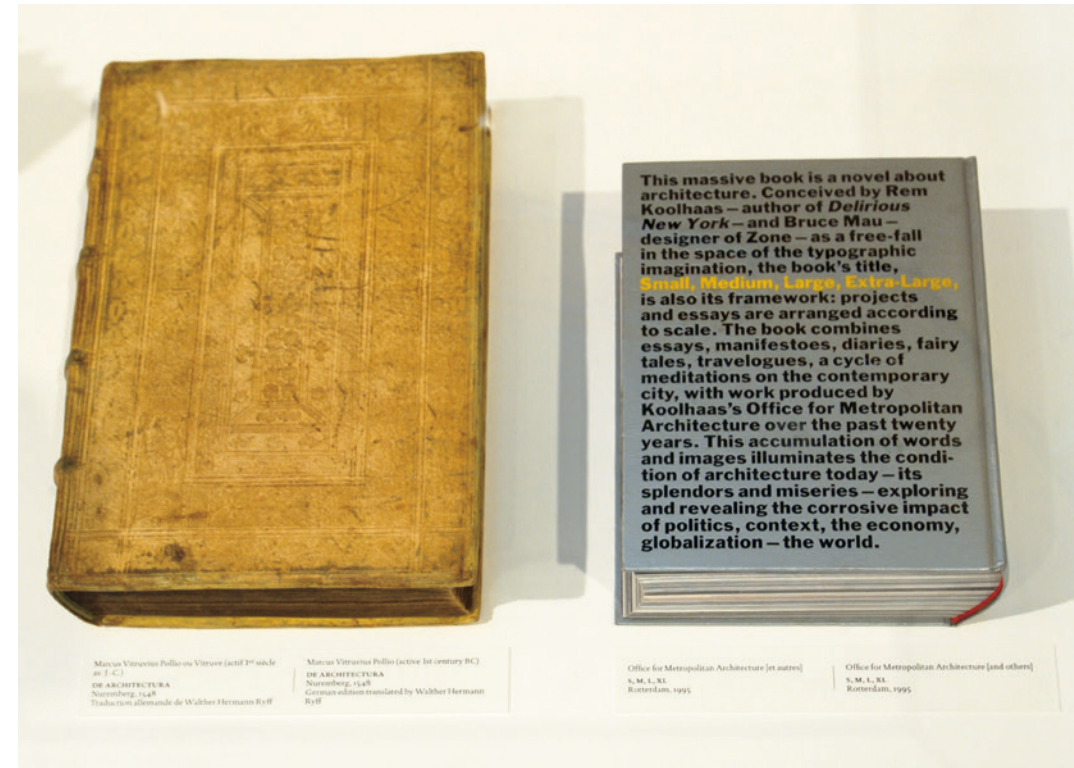 This massive book is a novel about
architecture. Conceived by Rem
Koolhaas – author of Delirious
New York – and Bruce Mau –
designer of Zone – as a free-fall
in the space of the typographic
imagination, the book's title,
Small, Medium, Large, Extra-Large,
is also its framework: projects
and essays are arranged according
to scale. The book combines
essays, manifestoes, diaries, fairy
tales, travelogues, a cycle of
meditations on the contemporary
city, with work produced by
Koolhaas's Office for Metropolitan
Architecture over the past twenty
years. This accumulation of words
and images illuminates the condi-
tion of architecture today – its
splendors and miseries – exploring
and revealing the corrosive impact
of politics, context, the economy,
globalization – the world.
Marcus Vitruvius Pollio ou Vitruve (actif Iᵉʳ siècle
av. J.-C.)
DE ARCHITECTURA
Nuremberg, 1548
Traduction allemande de Walther Hermann Ryff
Marcus Vitruvius Pollio (active 1st century BC)
DE ARCHITECTURA
Nuremberg, 1548
German edition translated by Walther Hermann
Ryff
Office for Metropolitan Architecture [et autres]
S, M, L, XL
Rotterdam, 1995
Office for Metropolitan Architecture [and others]
S, M, L, XL
Rotterdam, 1995